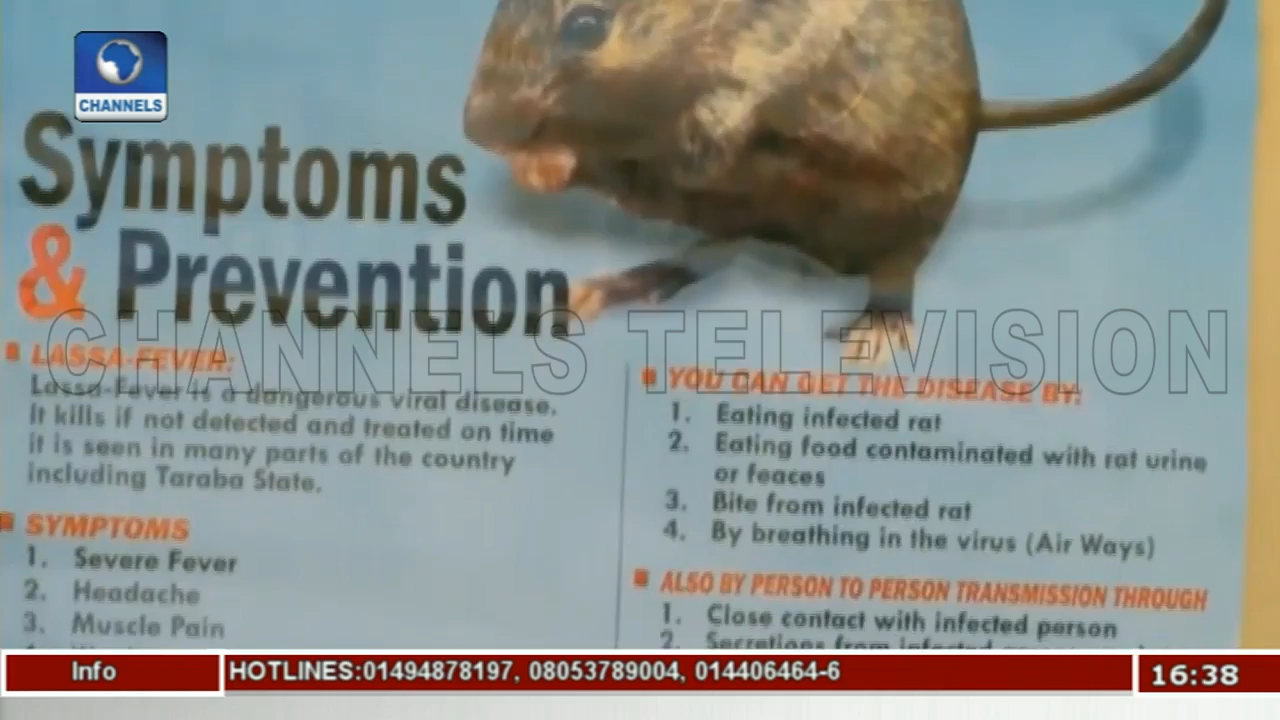 CHANNELS
Symptoms
& Prevention
CHANNELS TELEVISION
LASSA-FEVER:
Lassa-Fever is a dangerous viral disease.
It kills if not detected and treated on time
it is seen in many parts of the country
including Taraba State.
SYMPTOMS
1. Severe Fever
2. Headache
3. Muscle Pain
YOU CAN GET THE DISEASE BY:
1. Eating infected rat
2. Eating food contaminated with rat urine
or feaces
3. Bite from infected rat
4. By breathing in the virus (Air Ways)
ALSO BY PERSON TO PERSON TRANSMISSION THROUGH
1. Close contact with infected person
2. Secretions from infected
Info
HOTLINES:01494878197, 08053789004, 014406464-6
16:38